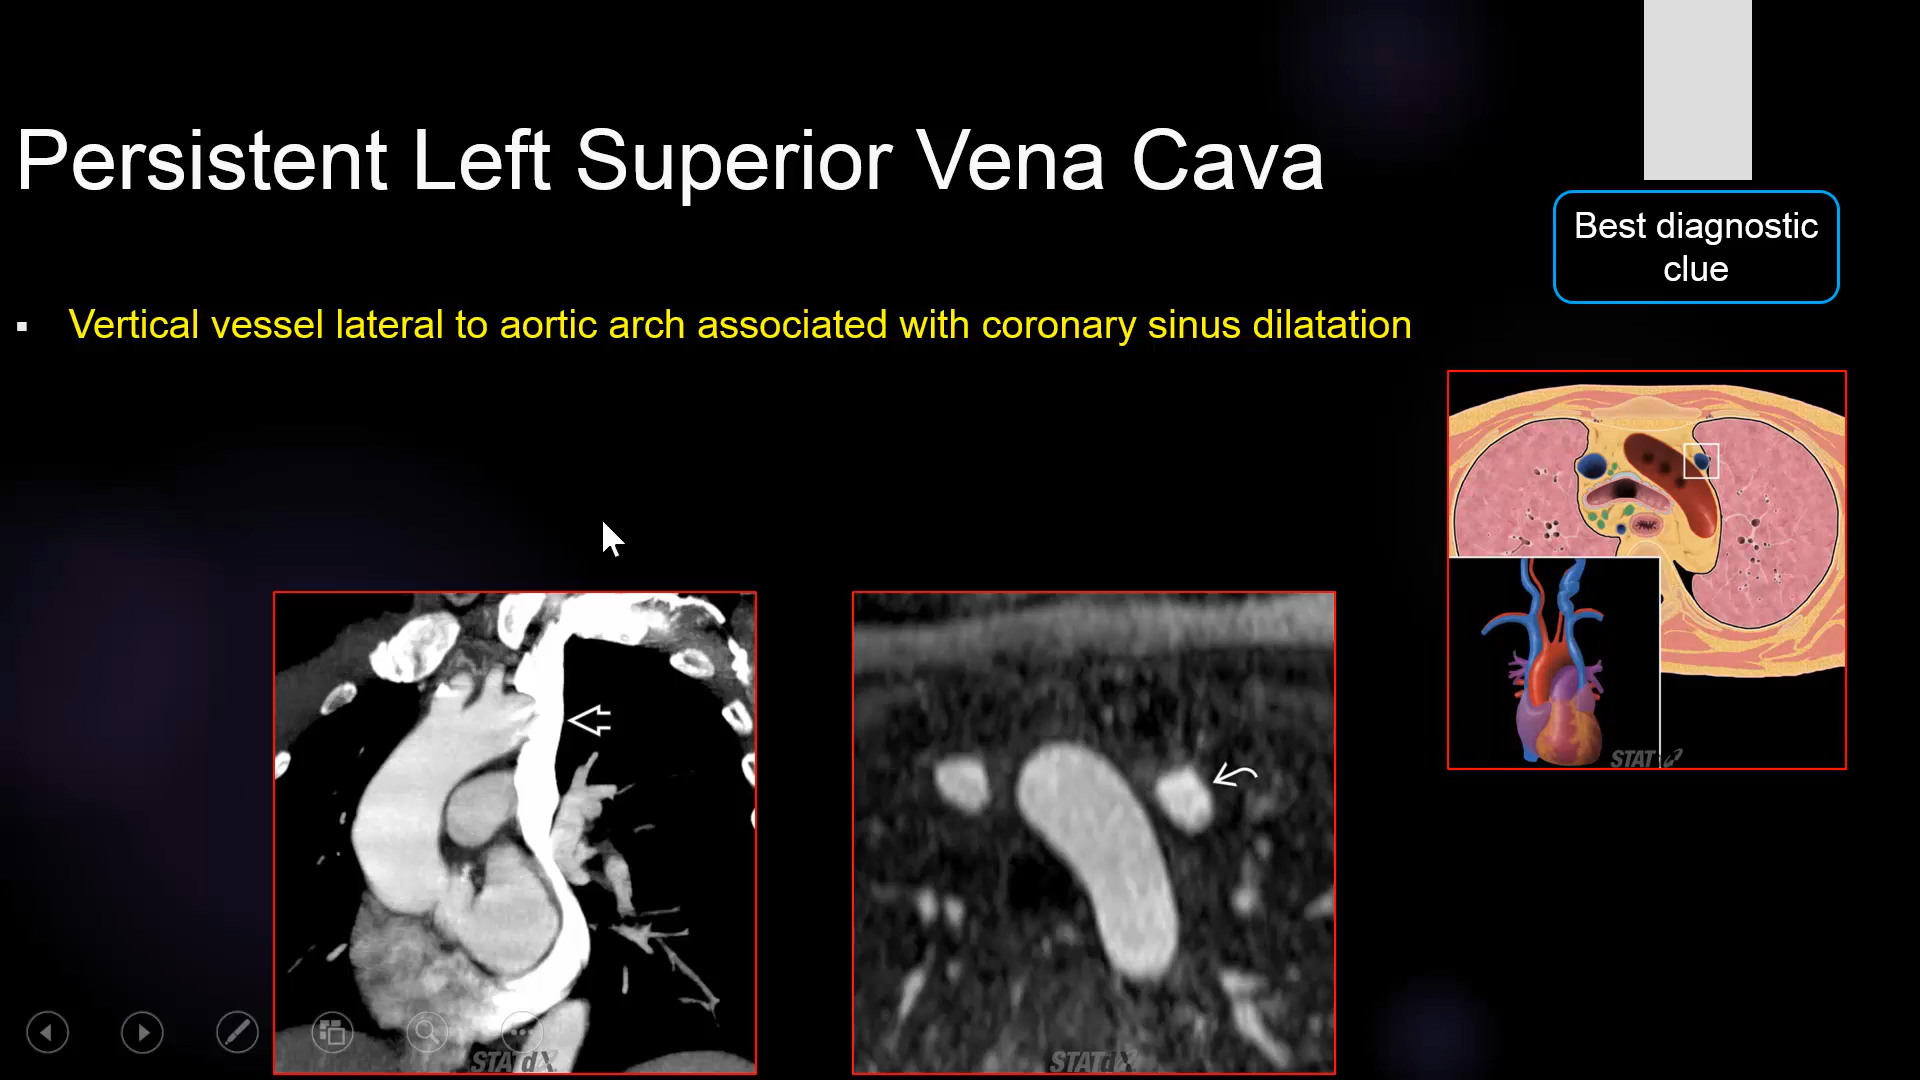 Persistent Left Superior Vena Cava
Best diagnostic
clue
▪ Vertical vessel lateral to aortic arch associated with coronary sinus dilatation
STATdX
STATdX